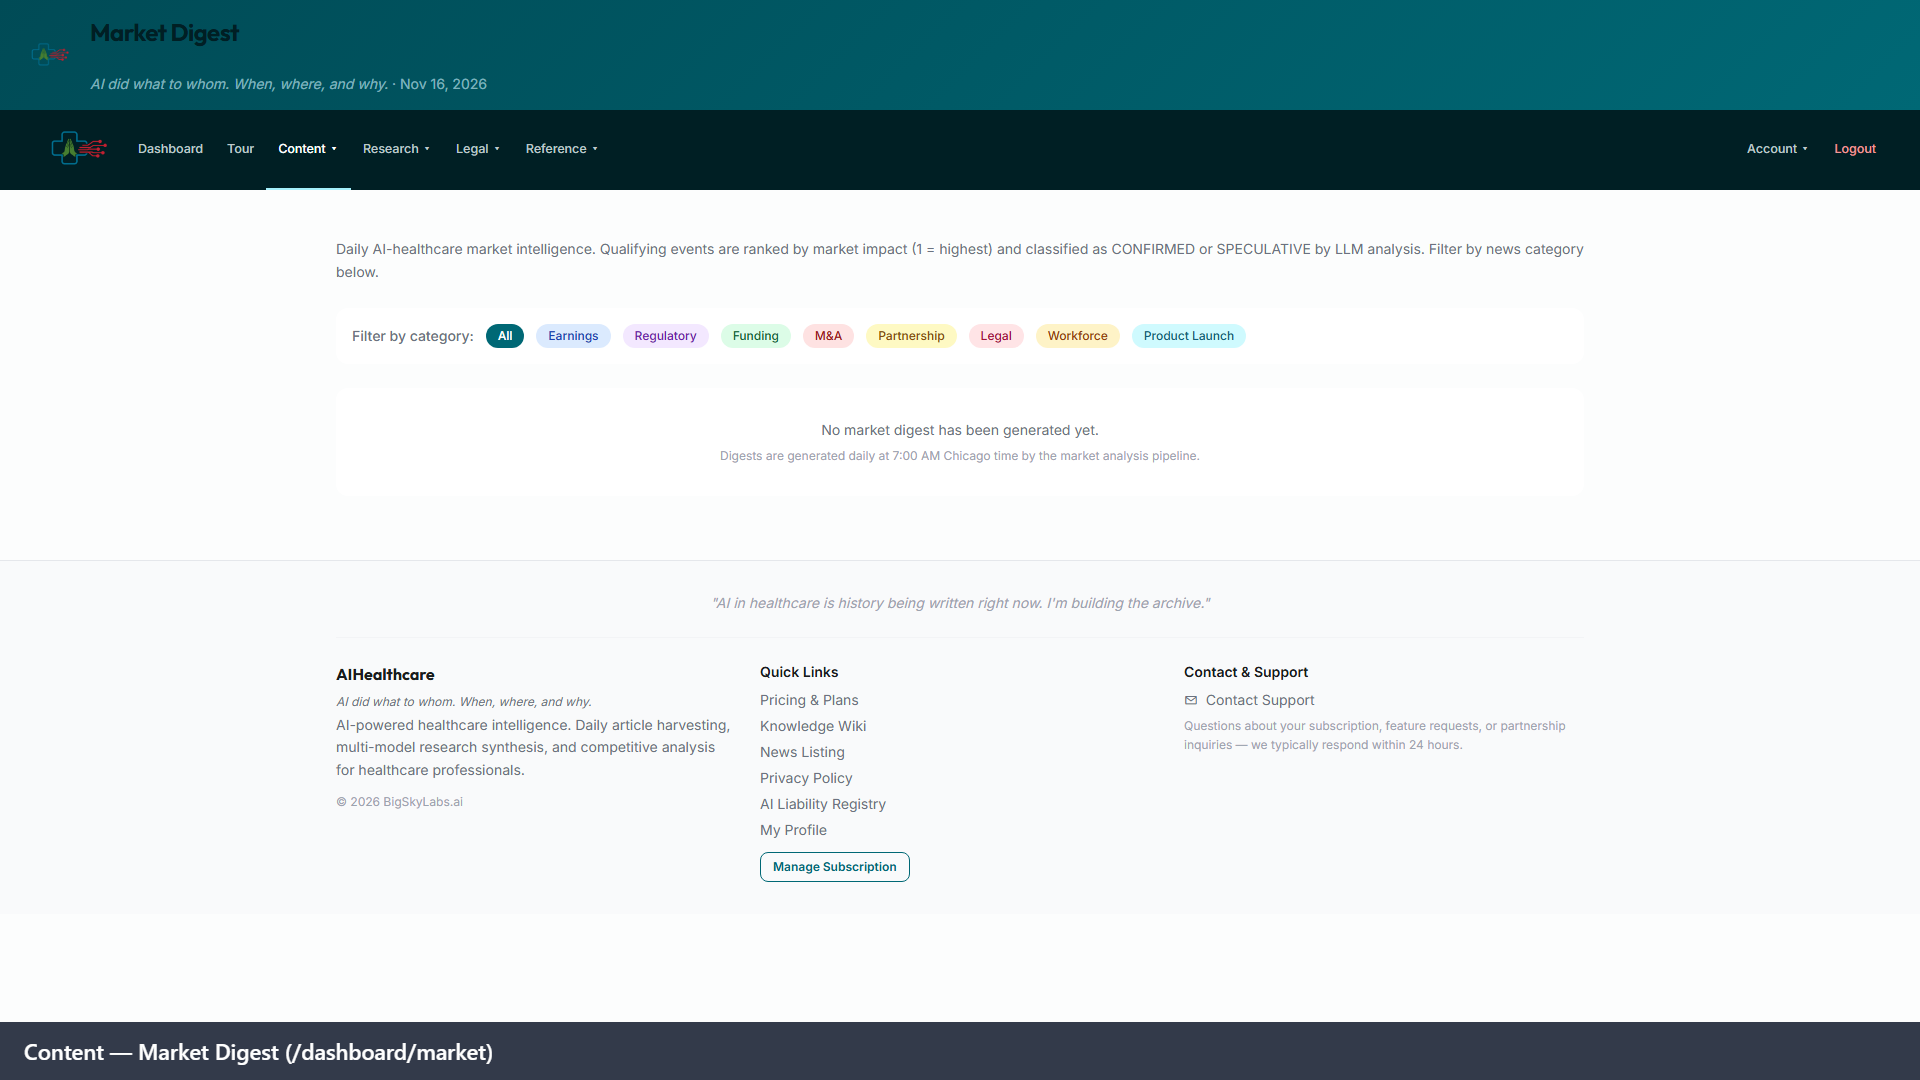 Market Digest
AI did what to whom. When, where, and why. · Nov 16, 2026
Dashboard Tour Content ▾ Research ▾ Legal ▾ Reference ▾ Account ▾ Logout
Daily AI-healthcare market intelligence. Qualifying events are ranked by market impact (1 = highest) and classified as CONFIRMED or SPECULATIVE by LLM analysis. Filter by news category
below.
Filter by category: All Earnings Regulatory Funding M&A Partnership Legal Workforce Product Launch
No market digest has been generated yet.
Digests are generated daily at 7:00 AM Chicago time by the market analysis pipeline.
"AI in healthcare is history being written right now. I'm building the archive."
AIHealthcare
AI did what to whom. When, where, and why.
AI-powered healthcare intelligence. Daily article harvesting,
multi-model research synthesis, and competitive analysis
for healthcare professionals.
© 2026 BigSkyLabs.ai
Quick Links
Pricing & Plans
Knowledge Wiki
News Listing
Privacy Policy
AI Liability Registry
My Profile
Manage Subscription
Contact & Support
Contact Support
Questions about your subscription, feature requests, or partnership
inquiries — we typically respond within 24 hours.
Content — Market Digest (/dashboard/market)